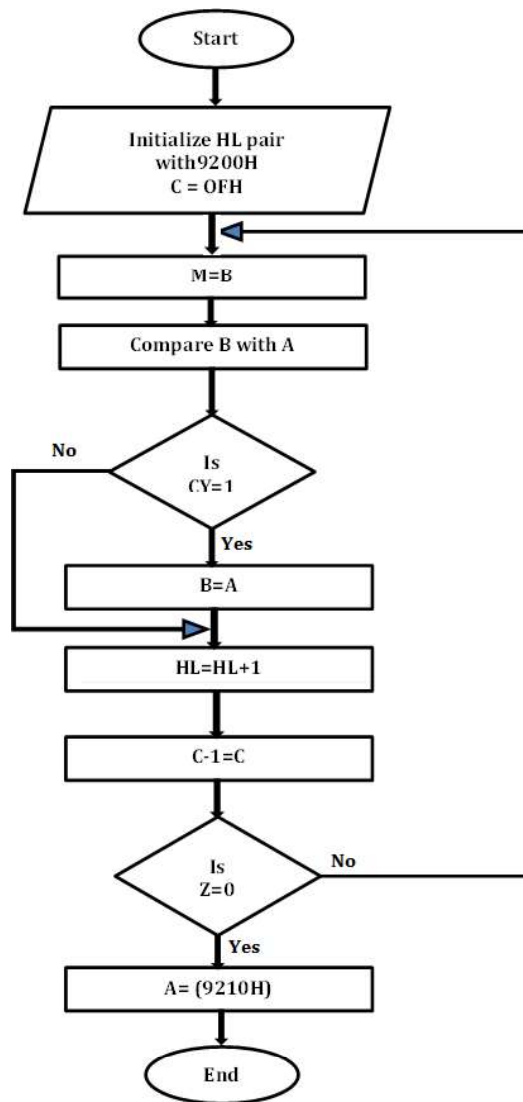 Start
Initialize HL pair
with9200H
C = OFH
M=B
Compare B with A
No
Is
CY=1
Yes
B=A
HL=HL+1
C-1=C
Is
Z=0
No
Yes
A= (9210H)
End